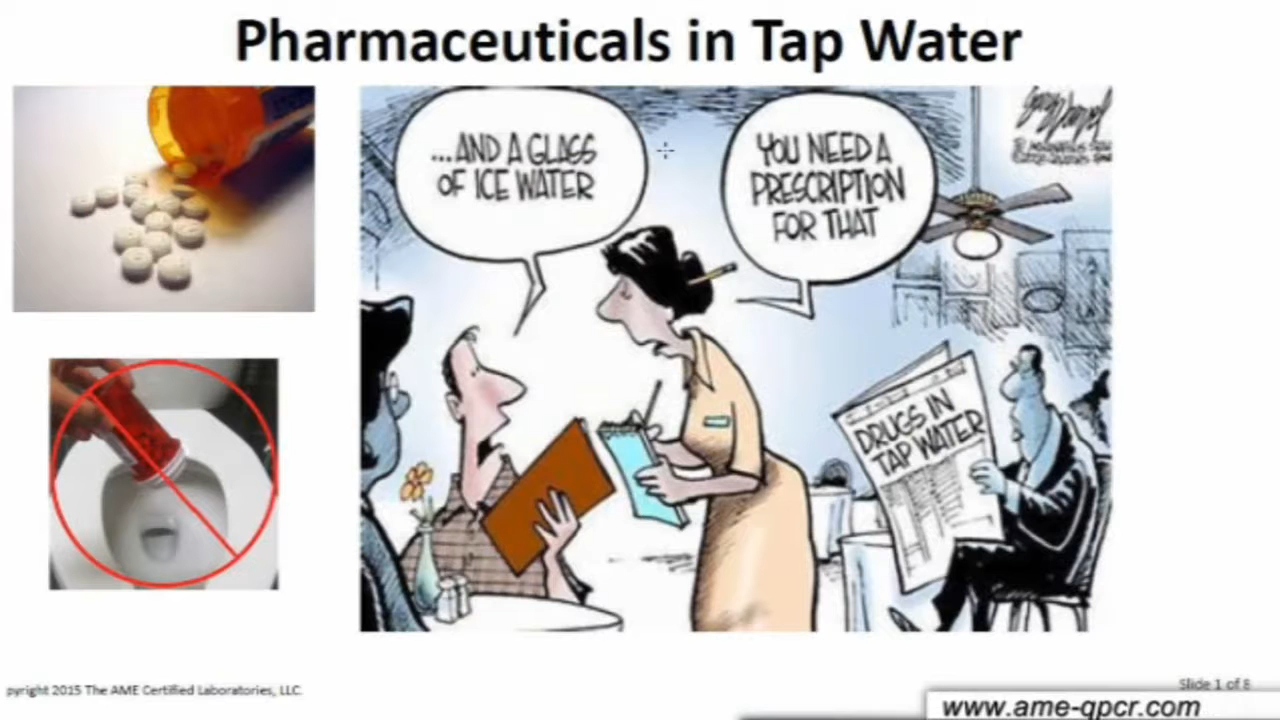 Pharmaceuticals in Tap Water
...AND A GLASS
OF ICE WATER
YOU NEED A
PRESCRIPTION
FOR THAT
DRUGS IN
TAP WATER
pyright 2015 The AME Certified Laboratories, LLC.
Slide 1 of 8
www.ame-qpcr.com